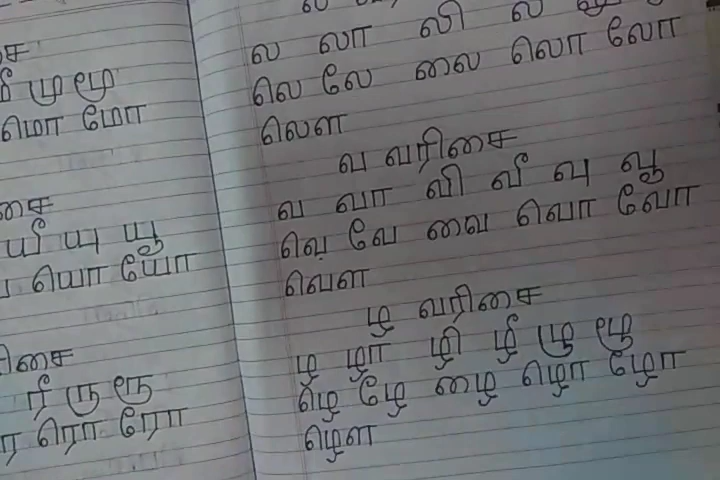 மு மூ
மொ மோ
யீ யு யூ
யொ யோ
ரீ ரு ரூ
ர ரொ ரோ
ல லா லி ல
லெ லே லை லொ லோ
லௌ
வ வரிசை
வ வா வி வீ வு வூ
வெ வே வை வொ வோ
வௌ
ழ வரிசை
ழ ழா ழி ழீ ழு ழூ
ழெ ழே ழை ழொ ழோ
ழௌ